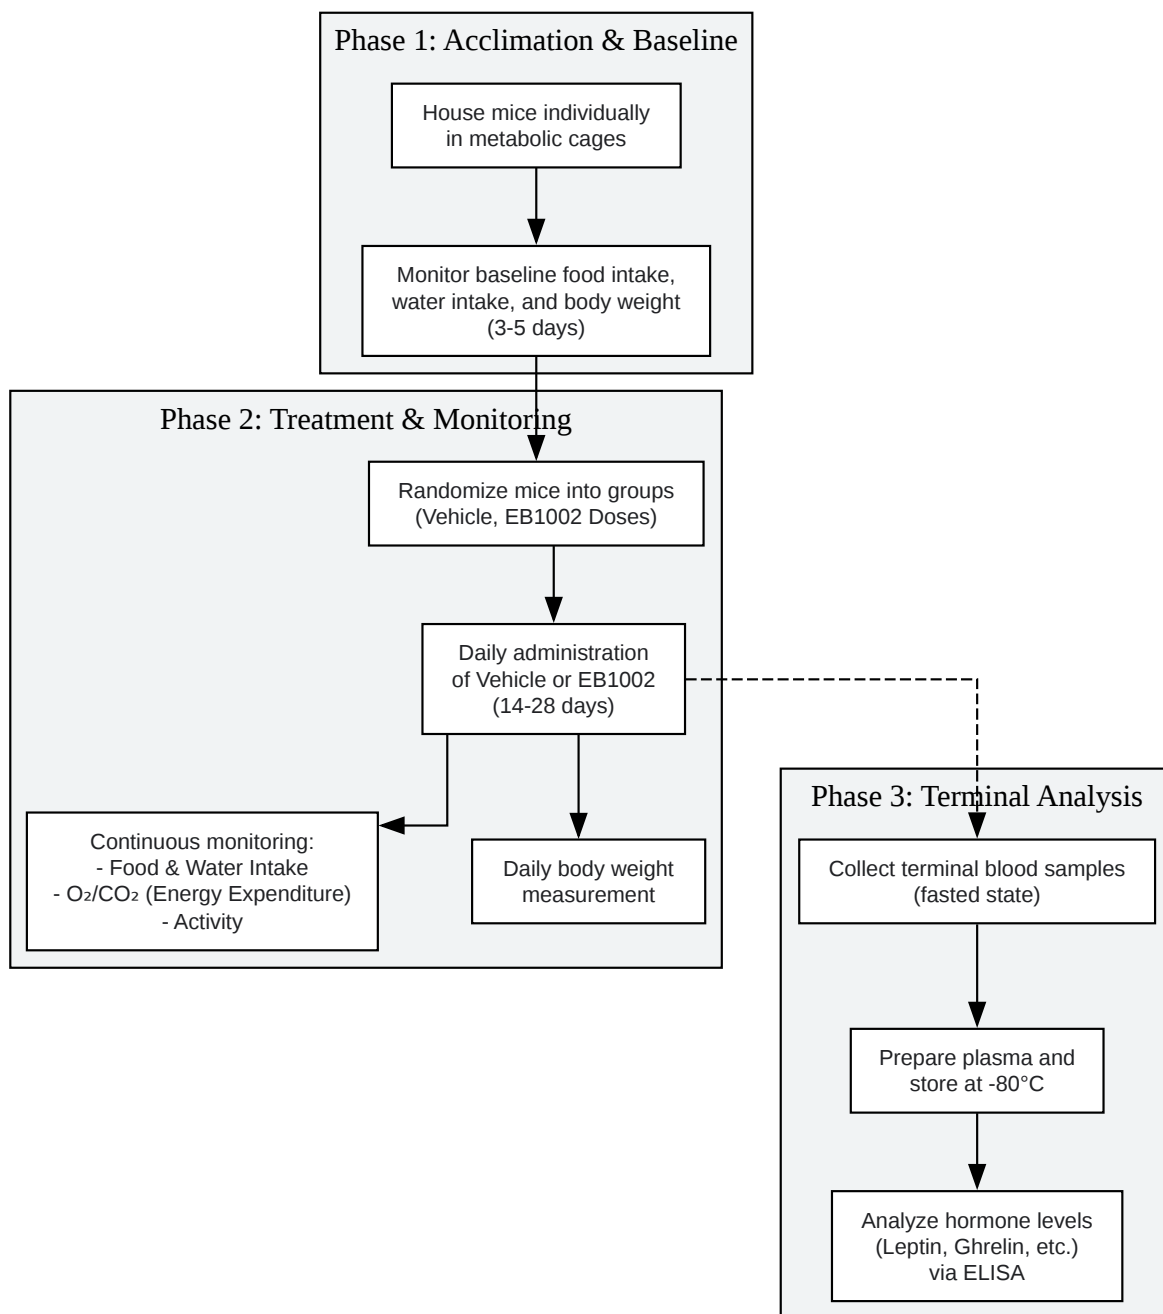 Phase 1: Acclimation & Baseline
House mice individually
in metabolic cages
Monitor baseline food intake,
water intake, and body weight
(3-5 days)
Phase 2: Treatment & Monitoring
Randomize mice into groups
(Vehicle, EB1002 Doses)
Daily administration
of Vehicle or EB1002
(14-28 days)
Continuous monitoring:
- Food & Water Intake
- O₂/CO₂ (Energy Expenditure)
- Activity
Daily body weight
measurement
Phase 3: Terminal Analysis
Collect terminal blood samples
(fasted state)
Prepare plasma and
store at -80°C
Analyze hormone levels
(Leptin, Ghrelin, etc.)
via ELISA